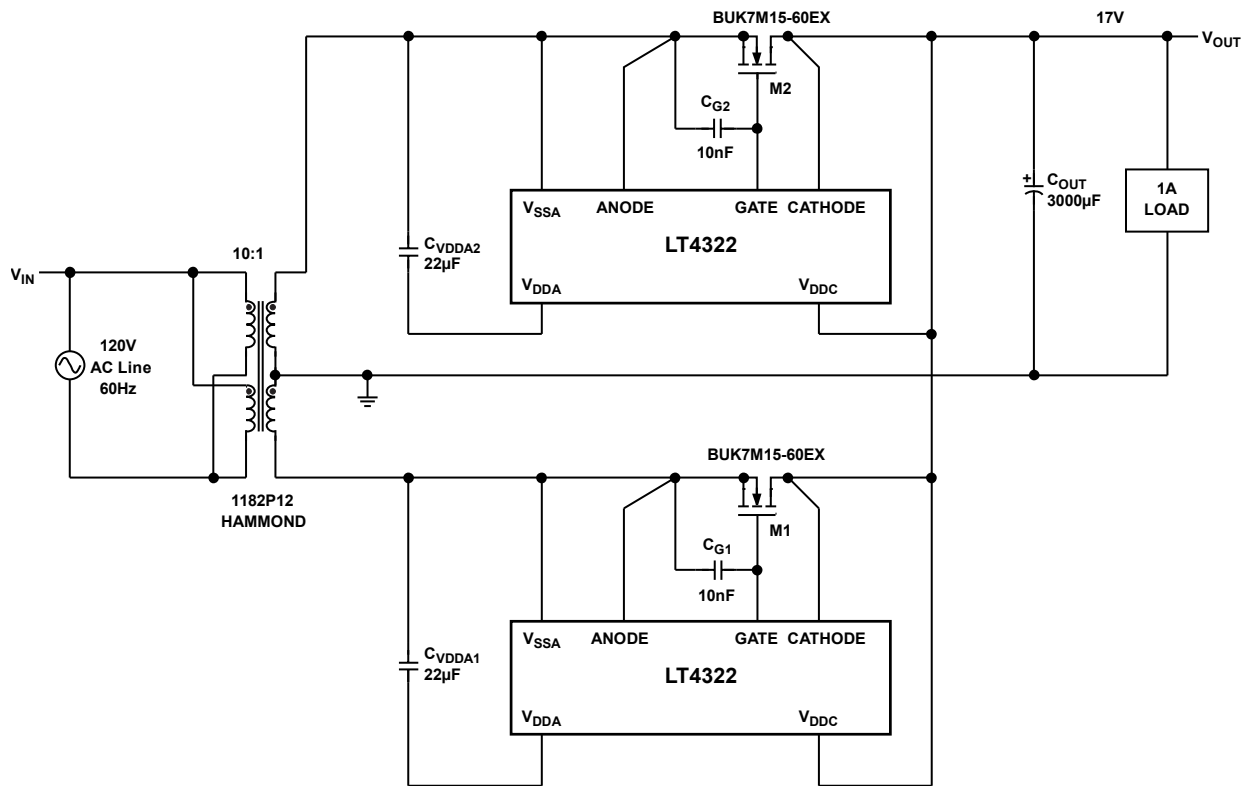 BUK7M15-60EX
17V
VOUT
M2
CG2
10nF
VSSA ANODE GATE CATHODE
LT4322
VDDA VDDC
CVDDA2
22µF
+
COUT
3000µF
1A
LOAD
10:1
VIN
120V
AC Line
60Hz
1182P12
HAMMOND
BUK7M15-60EX
M1
CG1
10nF
VSSA ANODE GATE CATHODE
LT4322
VDDA VDDC
CVDDA1
22µF